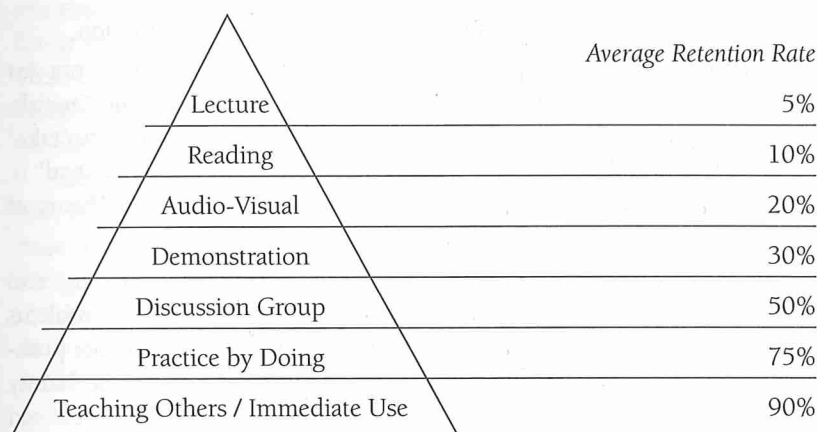 Average Retention Rate
Lecture 5%
Reading 10%
Audio-Visual 20%
Demonstration 30%
Discussion Group 50%
Practice by Doing 75%
Teaching Others / Immediate Use 90%